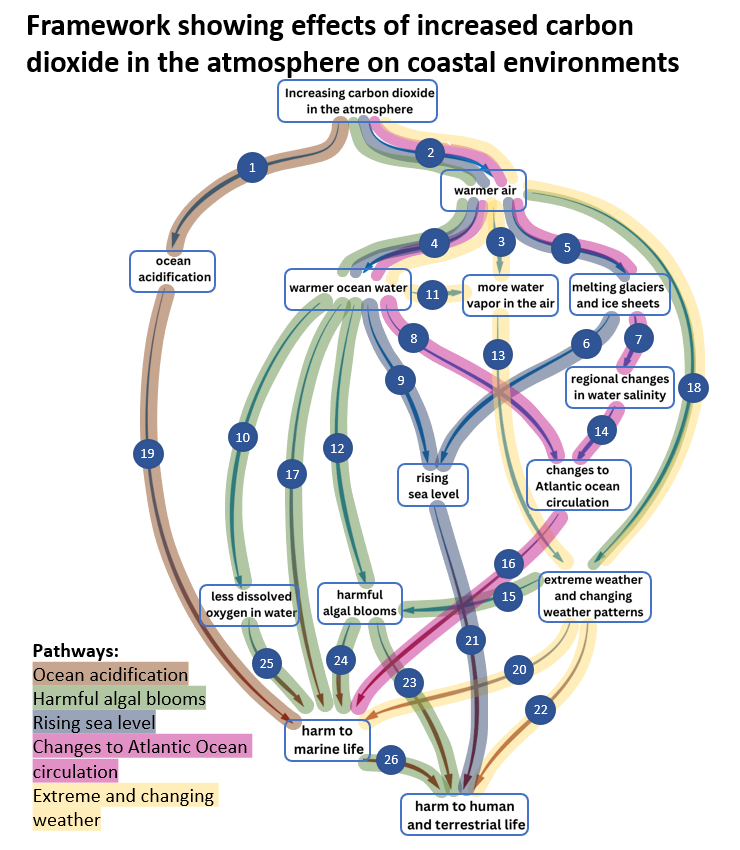 Framework showing effects of increased carbon
dioxide in the atmosphere on coastal environments
Increasing carbon dioxide
in the atmosphere
2
1
warmer air
4
3
5
ocean
acidification
warmer ocean water
11
more water
vapor in the air
melting glaciers
and ice sheets
8
6
7
13
9
regional changes
in water salinity
18
10
12
14
19
17
rising
sea level
changes to
Atlantic ocean
circulation
16
15
less dissolved
oxygen in water
harmful
algal blooms
extreme weather
and changing
weather patterns
21
25
24
20
23
22
Pathways:
Ocean acidification
Harmful algal blooms
Rising sea level
Changes to Atlantic Ocean
circulation
Extreme and changing
weather
harm to
marine life
26
harm to human
and terrestrial life